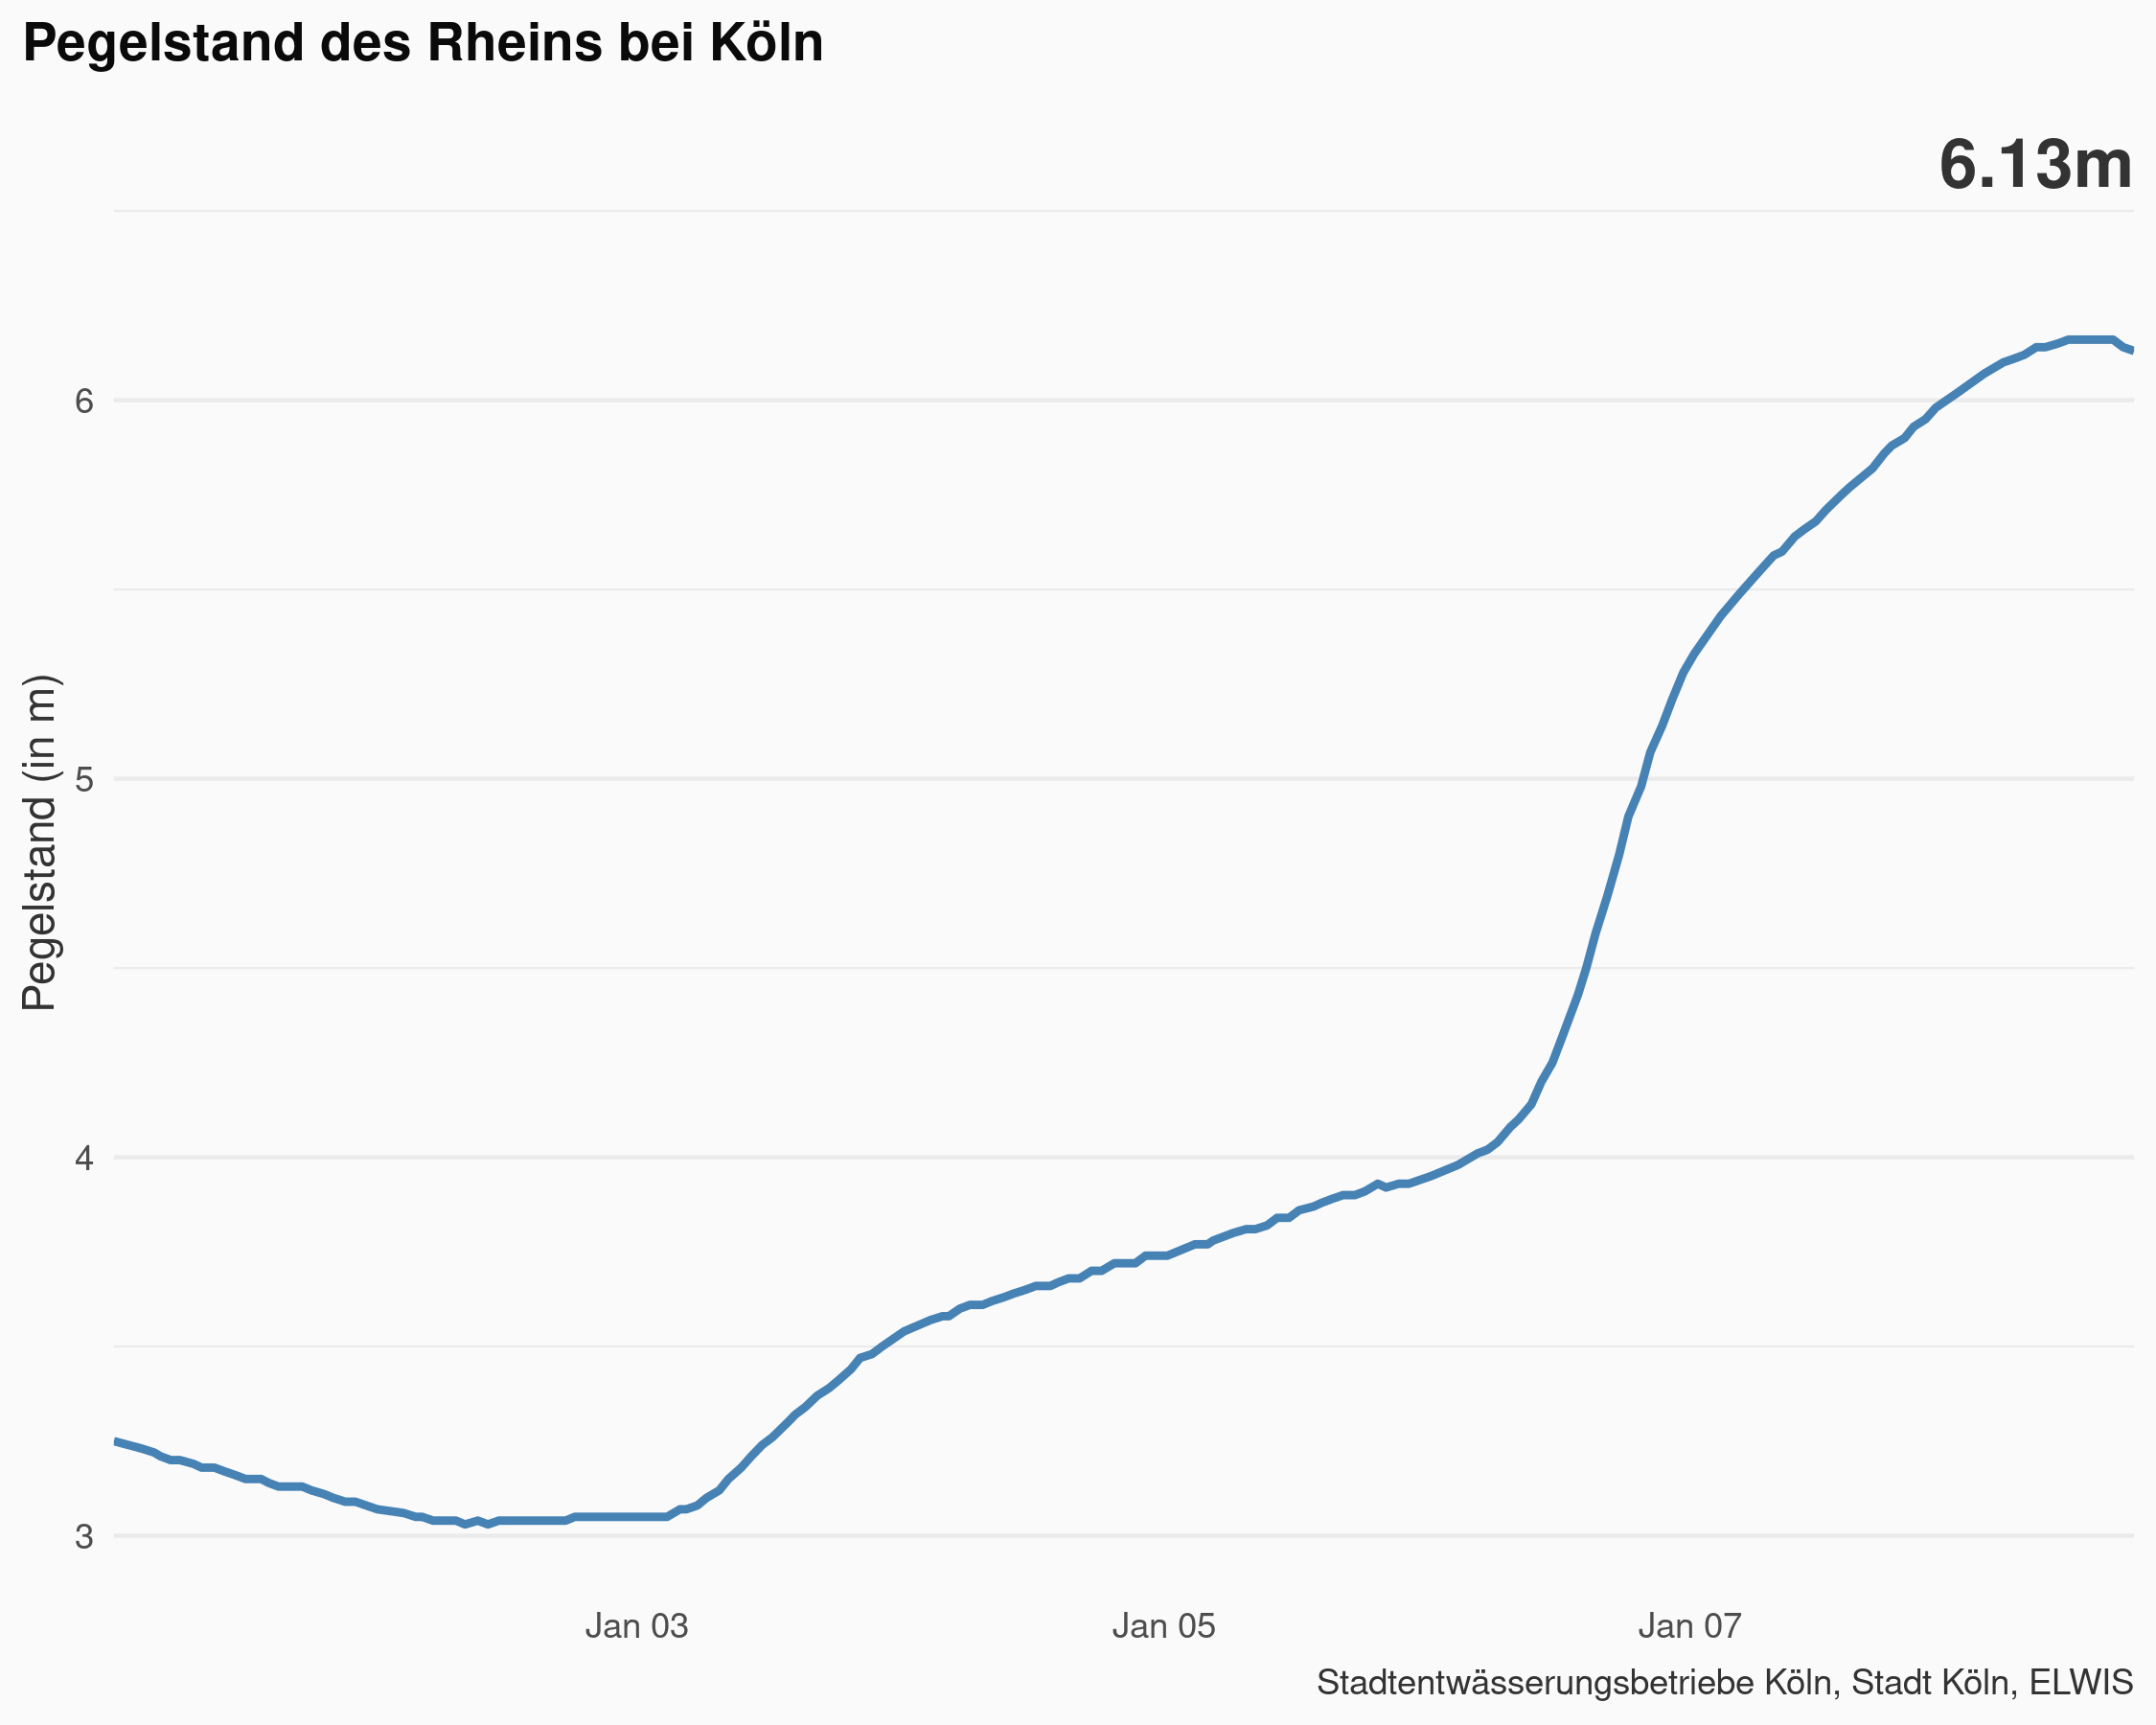 Pegelstand des Rheins bei Köln
6.13m
Pegelstand (in m)
6
5
4
3
Jan 03
Jan 05
Jan 07
Stadtentwässerungsbetriebe Köln, Stadt Köln, ELWIS